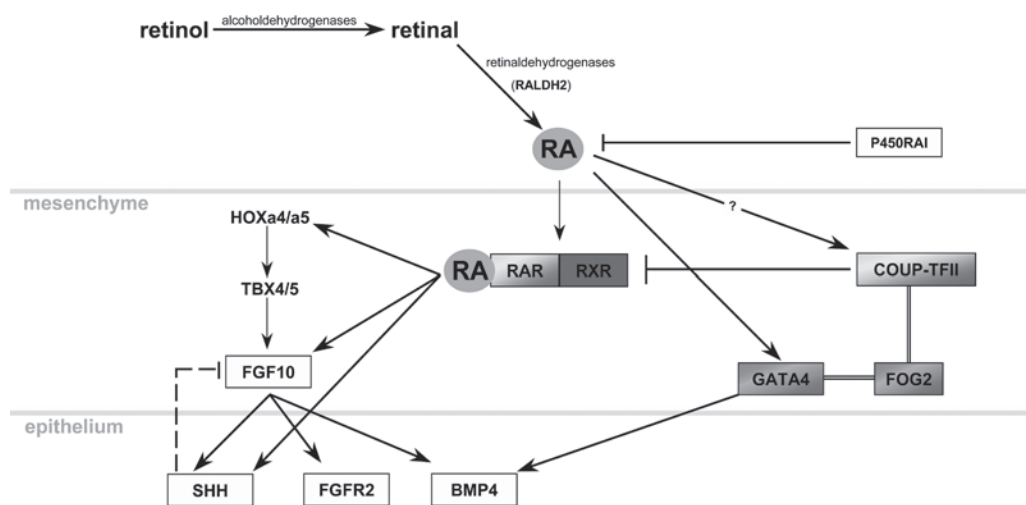 alcoholdehydrogenases
retinol
retinal
retinaldehydrogenases
(RALDH2)
RA
P450RAI
mesenchyme
?
HOXa4/a5
RA
RAR
RXR
COUP-TFII
TBX4/5
FGF10
GATA4
FOG2
epithelium
SHH
FGFR2
BMP4